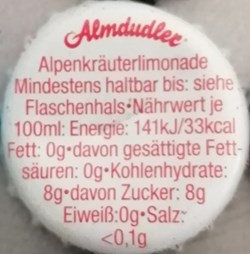 Almdudler
Alpenkräuterlimonade
Mindestens haltbar bis: siehe
Flaschenhals•Nährwert je
100ml: Energie: 141kJ/33kcal
Fett: 0g•davon gesättigte Fett-
säuren: 0g•Kohlenhydrate:
8g•davon Zucker: 8g
Eiweiß:0g•Salz:
<0,1g